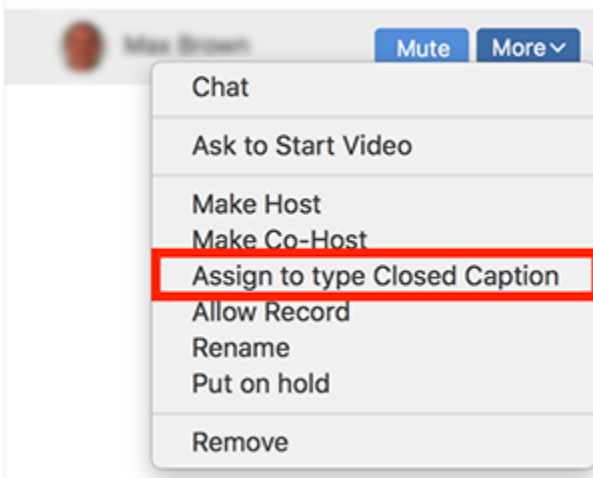 Mute More
Chat
Ask to Start Video
Make Host
Make Co-Host
Assign to type Closed Caption
Allow Record
Rename
Put on hold
Remove